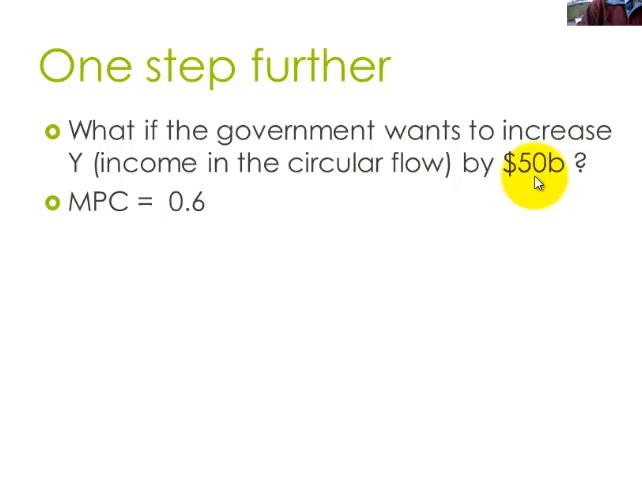 One step further
What if the government wants to increase
Y (income in the circular flow) by $50b ?
MPC = 0.6